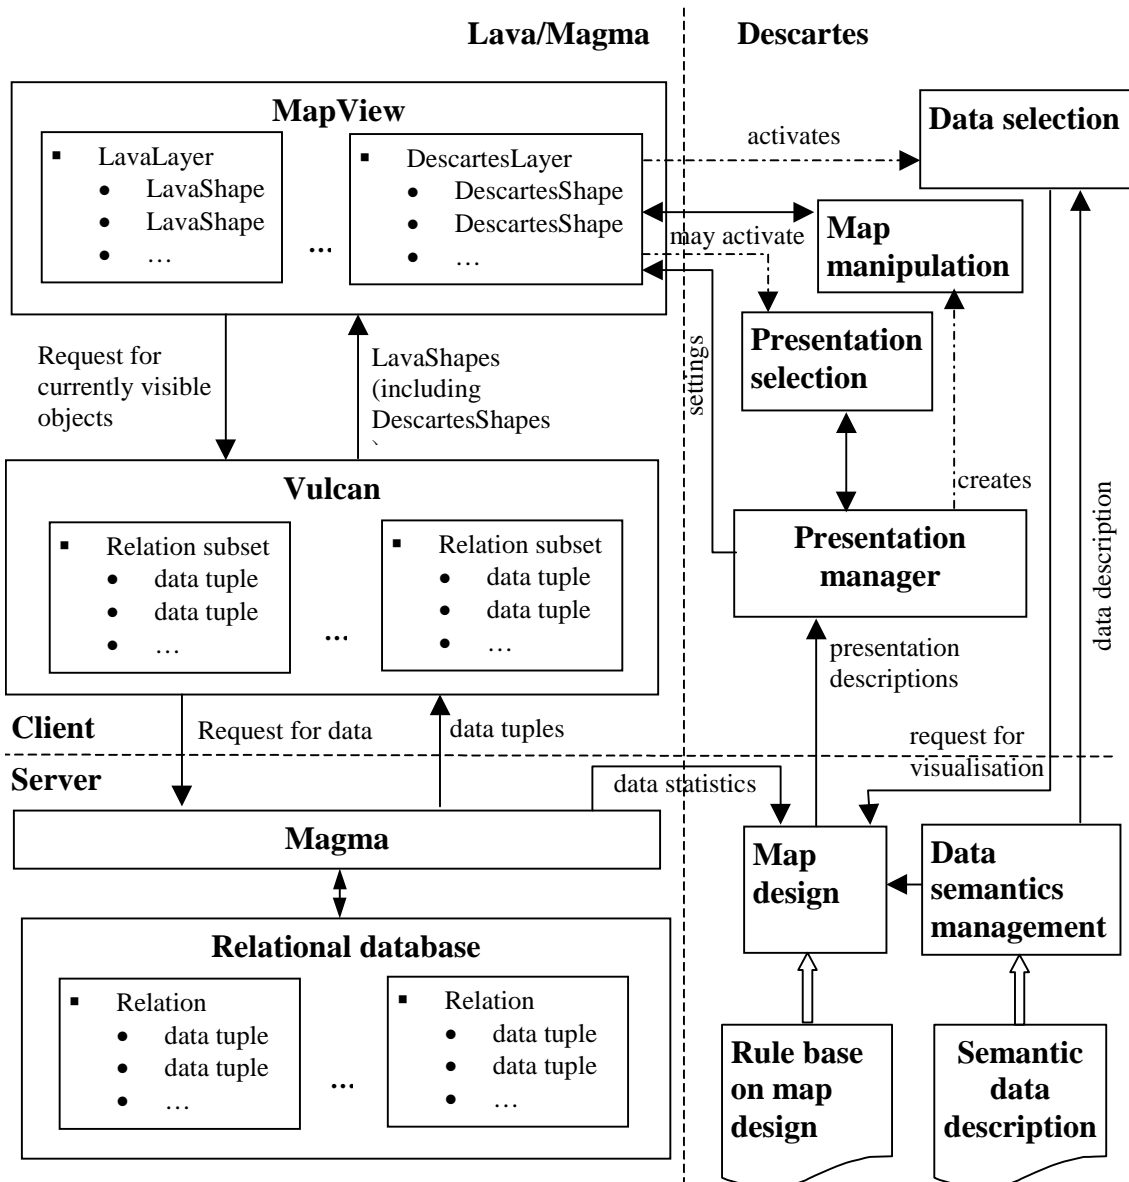 Lava/Magma
Descartes
MapView
▪ LavaLayer
• LavaShape
• LavaShape
• …
...
▪ DescartesLayer
• DescartesShape
• DescartesShape
• …
activates
Data selection
may activate
Map
manipulation
Presentation
selection
settings
Request for
currently visible
objects
LavaShapes
(including
DescartesShapes
Vulcan
▪ Relation subset
• data tuple
• data tuple
• …
...
▪ Relation subset
• data tuple
• data tuple
• …
creates
Presentation
manager
data description
presentation
descriptions
Client
Request for data
data tuples
request for
visualisation
Server
data statistics
Magma
Map
design
Data
semantics
management
Relational database
▪ Relation
• data tuple
• data tuple
• …
...
▪ Relation
• data tuple
• data tuple
• …
Rule base
on map
design
Semantic
data
description